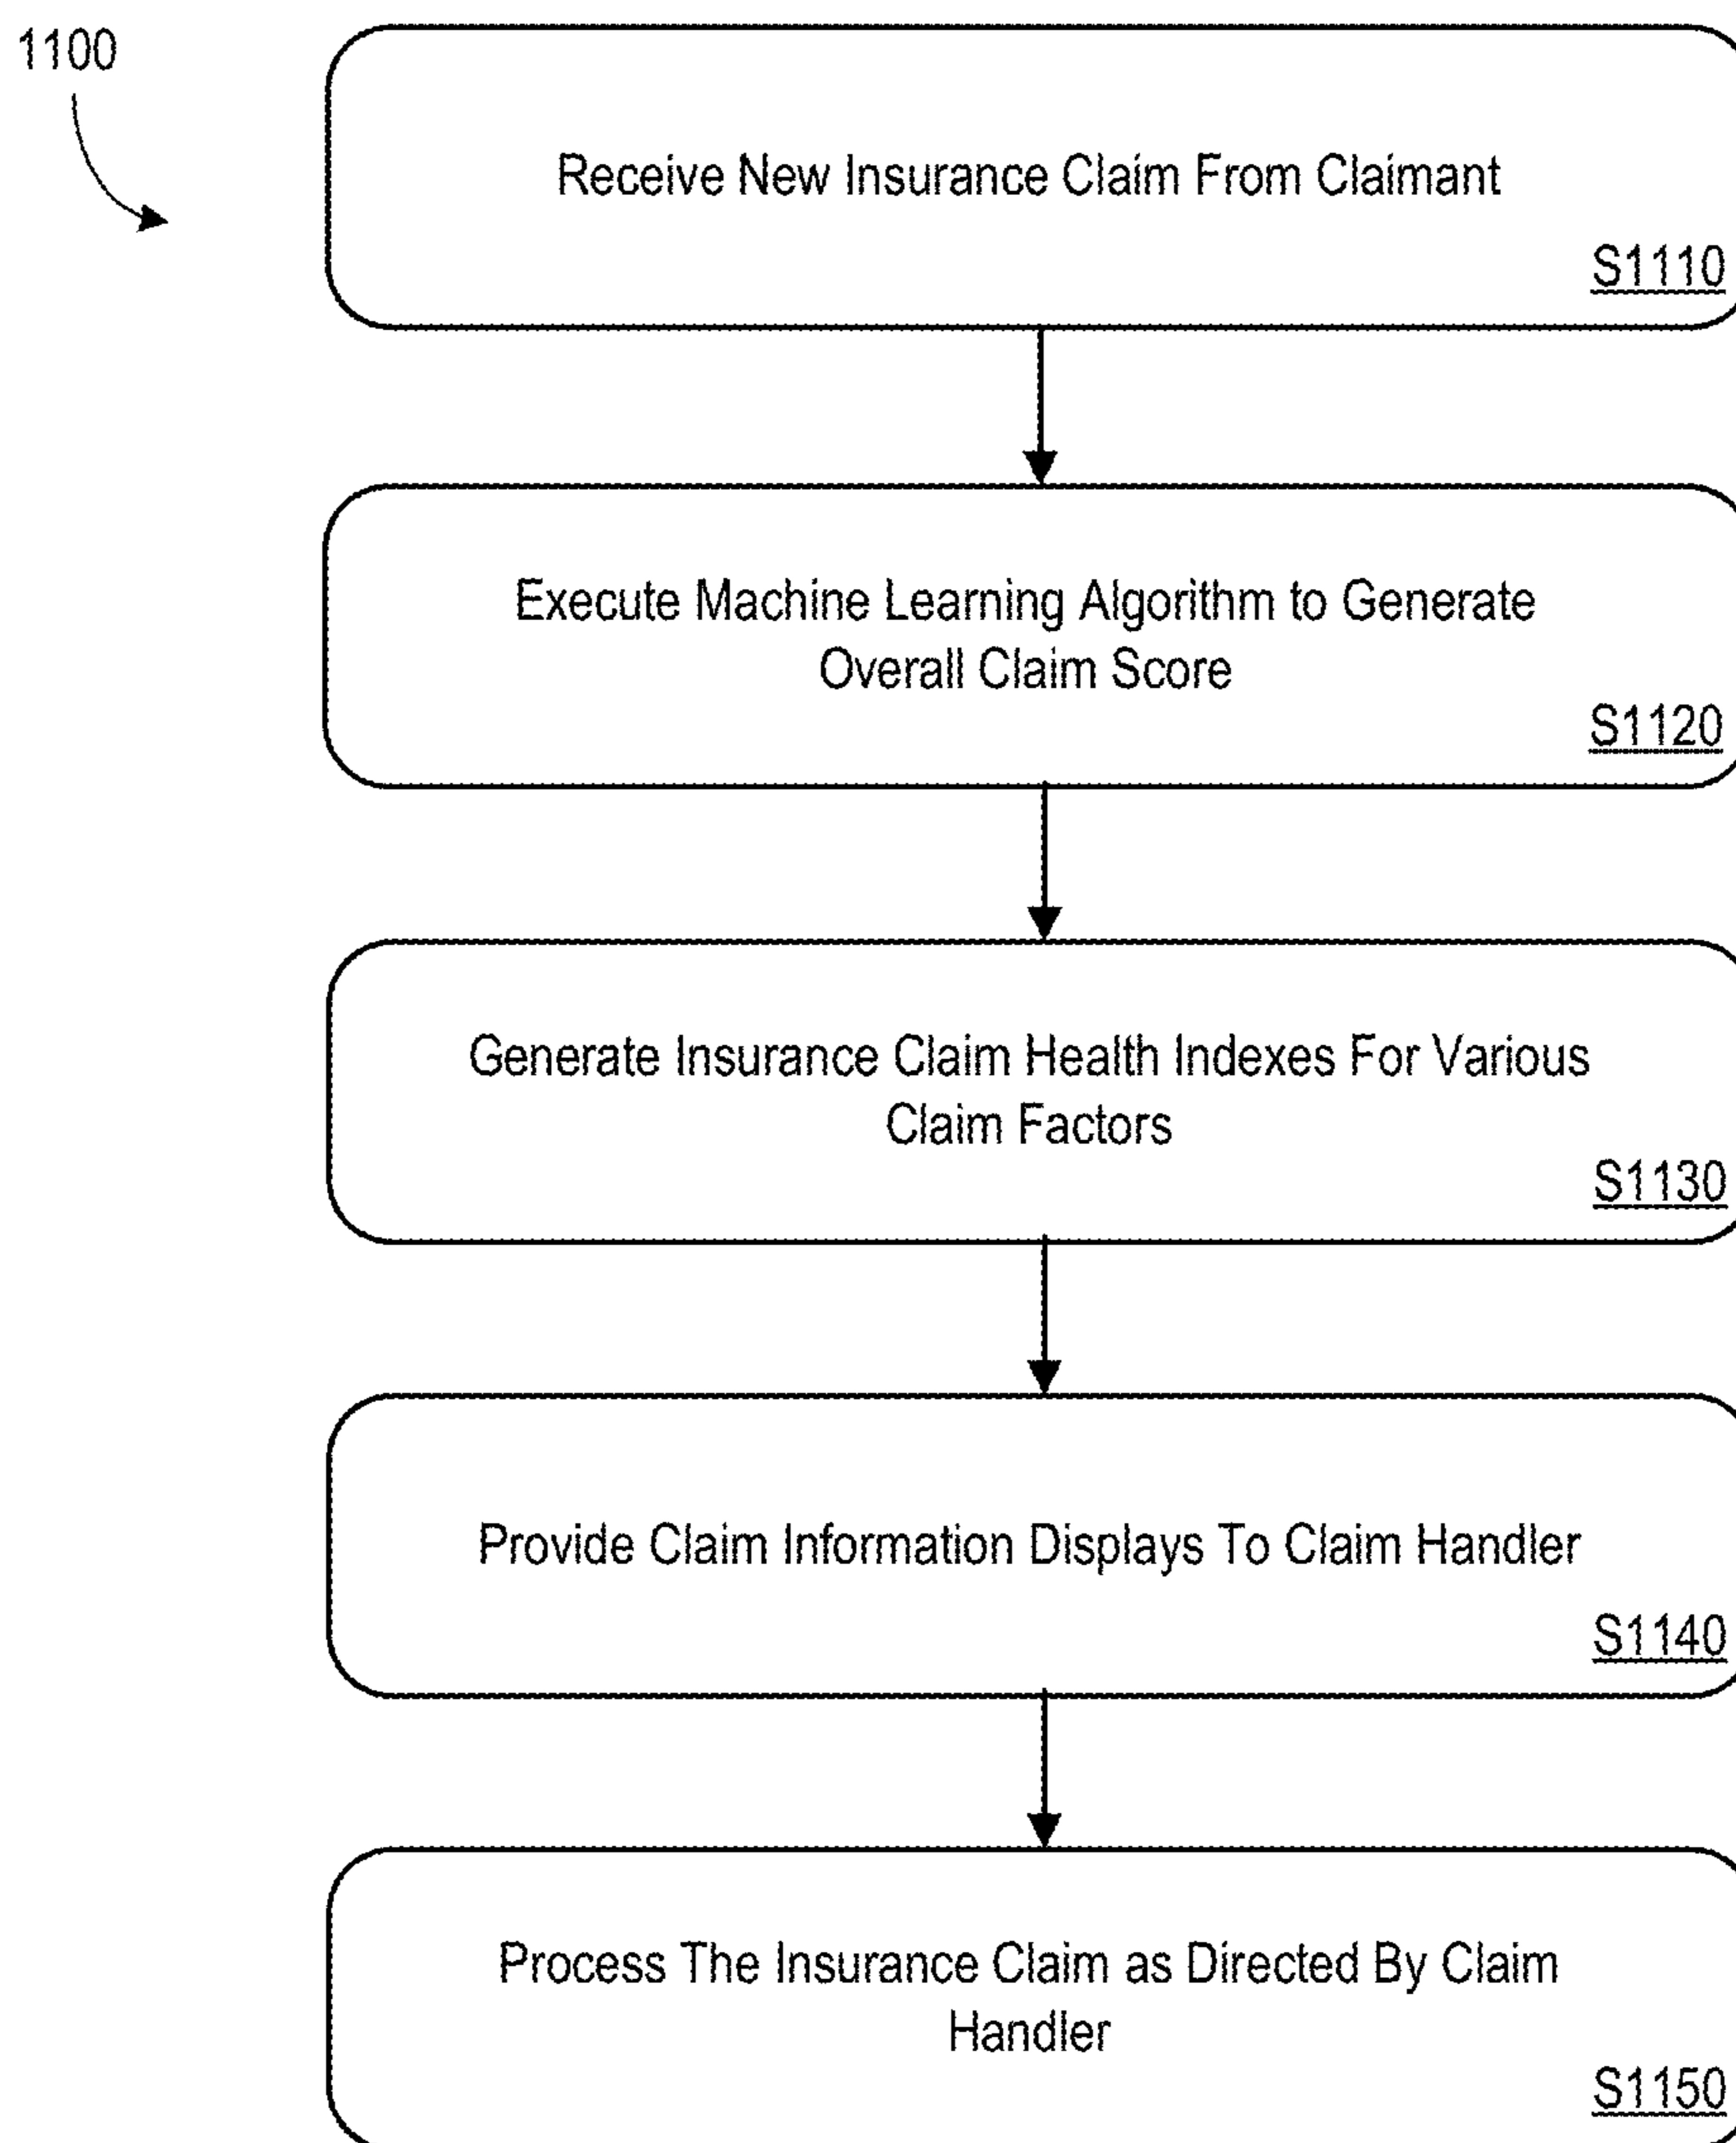 1100
Receive New Insurance Claim From Claimant
S1110
Execute Machine Learning Algorithm to Generate
Overall Claim Score
S1120
Generate Insurance Claim Health Indexes For Various
Claim Factors
S1130
Provide Claim Information Displays To Claim Handler
S1140
Process The Insurance Claim as Directed By Claim
Handler
S1150